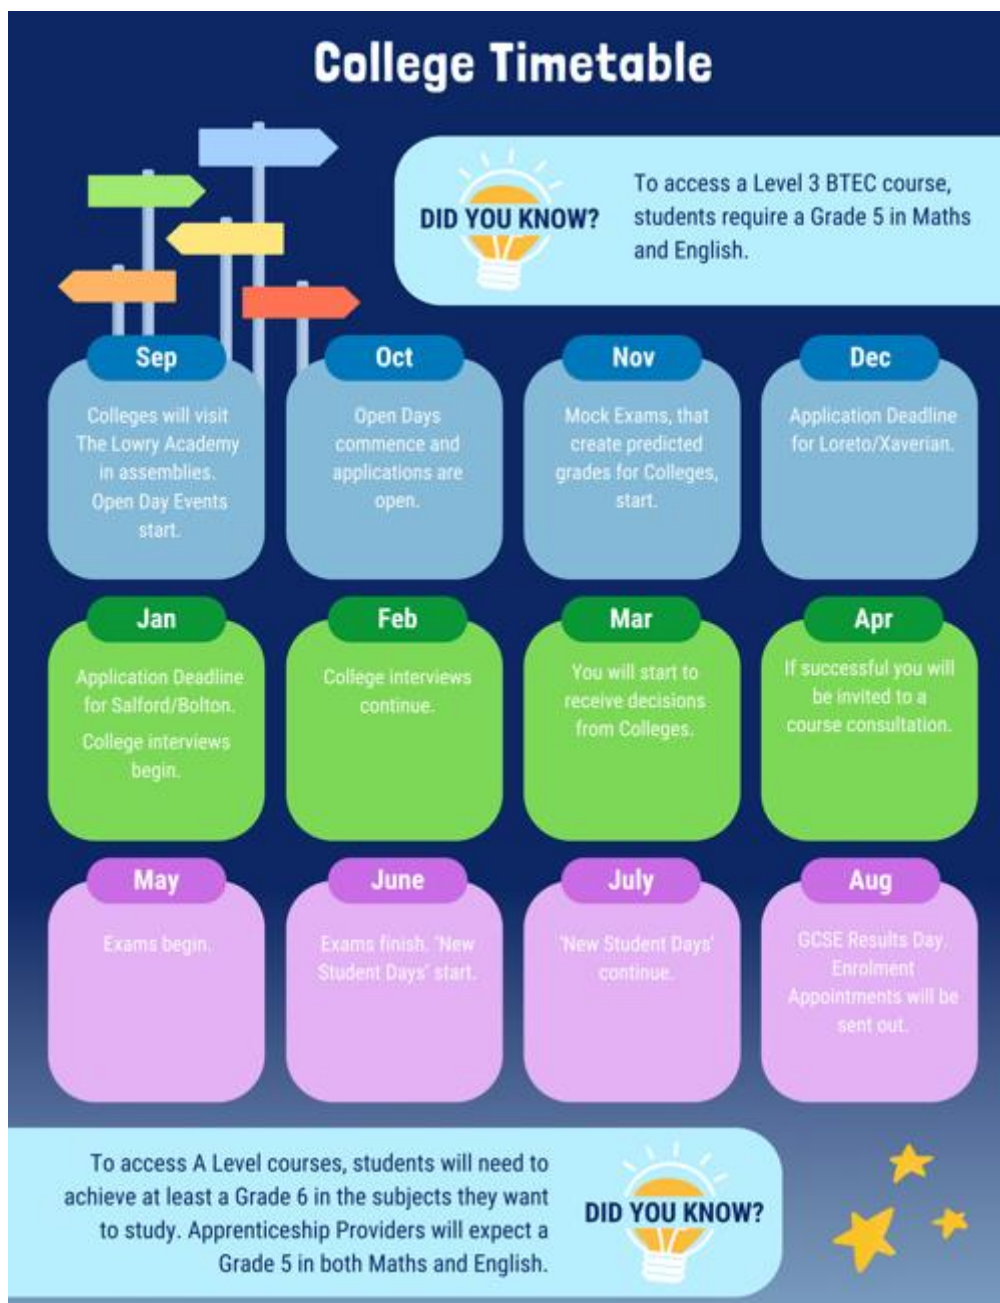 College Timetable
DID YOU KNOW?
To access a Level 3 BTEC course,
students require a Grade 5 in Maths
and English.
Sep
Colleges will visit
The Lowry Academy
in assemblies.
Open Day Events
start.
Oct
Open Days
commence and
applications are
open.
Nov
Mock Exams, that
create predicted
grades for Colleges,
start.
Dec
Application Deadline
for Loreto/Xaverian.
Jan
Application Deadline
for Salford/Bolton.
College interviews
begin.
Feb
College interviews
continue.
Mar
You will start to
receive decisions
from Colleges.
Apr
If successful you will
be invited to a
course consultation.
May
Exams begin.
June
Exams finish. 'New
Student Days' start.
July
'New Student Days'
continue.
Aug
GCSE Results Day.
Enrolment
Appointments will be
sent out.
To access A Level courses, students will need to
achieve at least a Grade 6 in the subjects they want
to study. Apprenticeship Providers will expect a
Grade 5 in both Maths and English.
DID YOU KNOW?